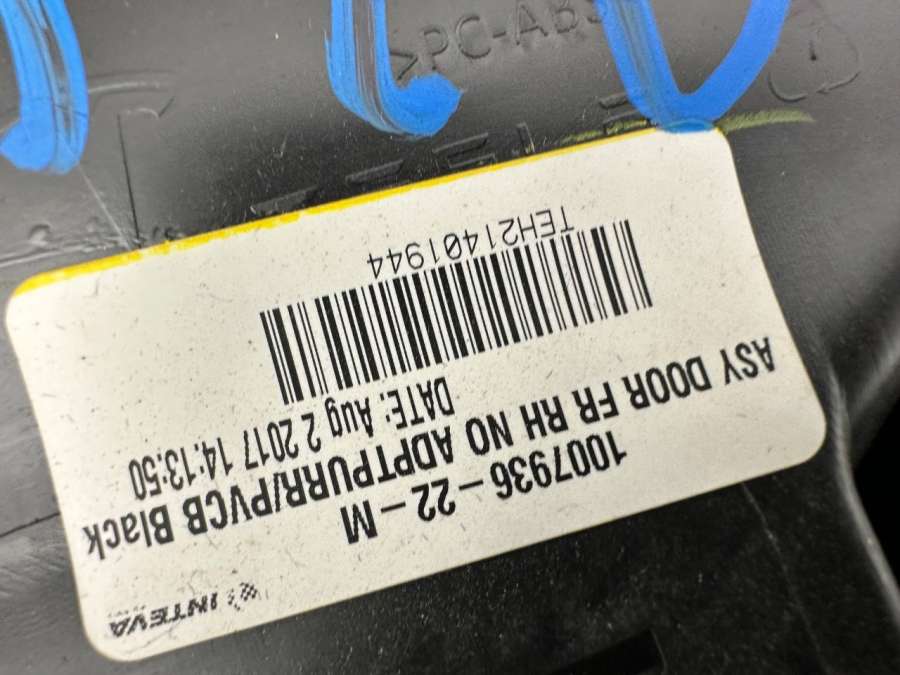 INTEVA
1007936-22-M
ASY DOOR FR RH NO ADPTPURR/PVCB Black
DATE: Aug 2 2017 14:13:50
TEH21401944
>PC-ABS